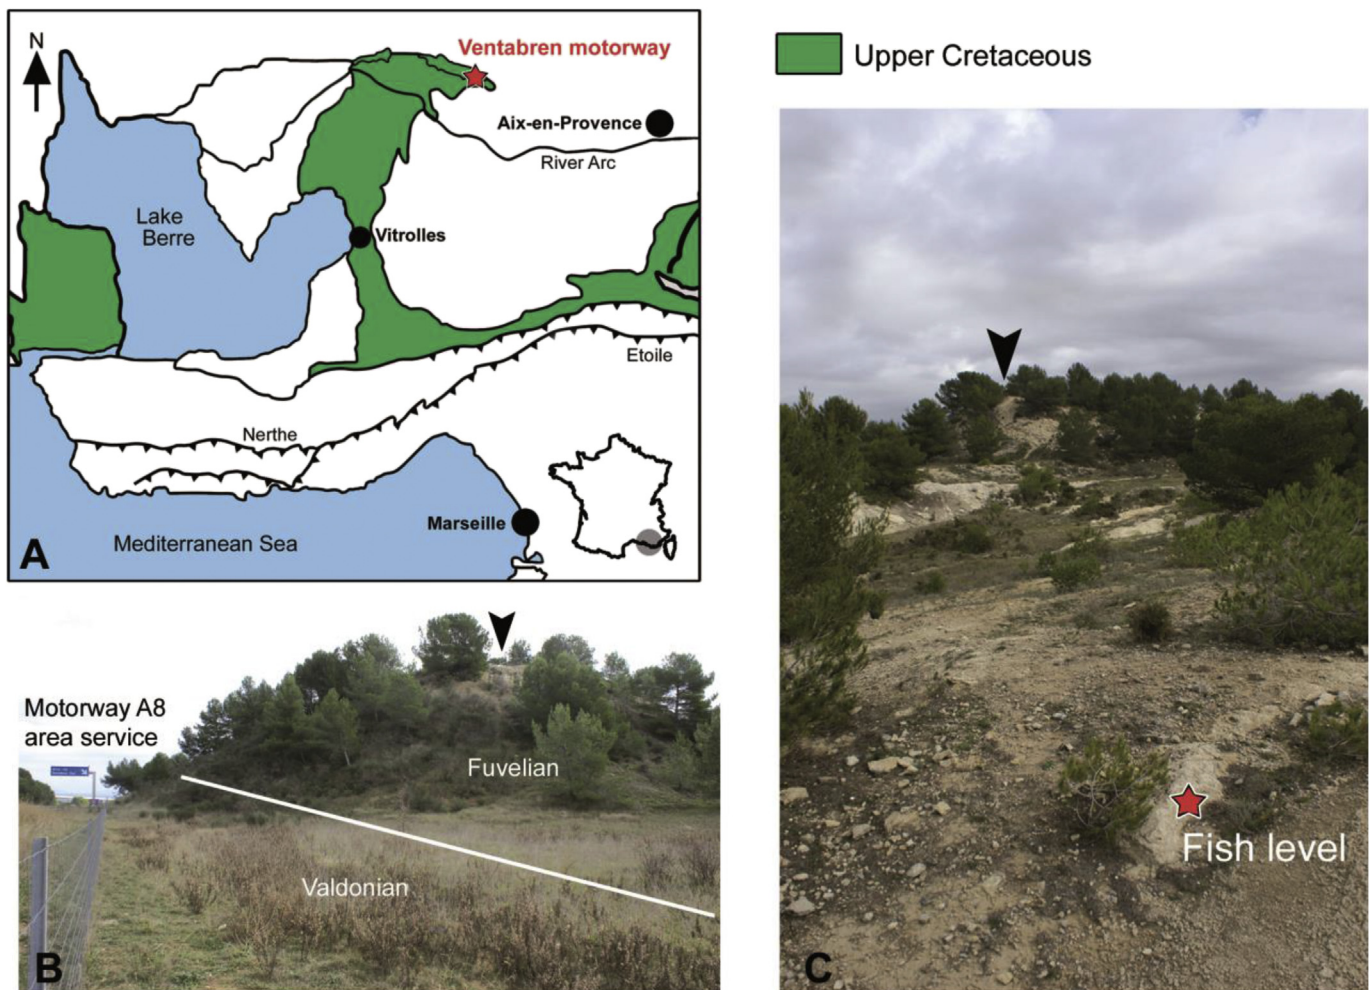 N
Ventabren motorway
Aix-en-Provence
River Arc
Lake
Berre
Vitrolles
Etoile
Nerthe
Marseille
Mediterranean Sea
A
Upper Cretaceous
Motorway A8
area service
Fuvelian
Valdonian
B
Fish level
C